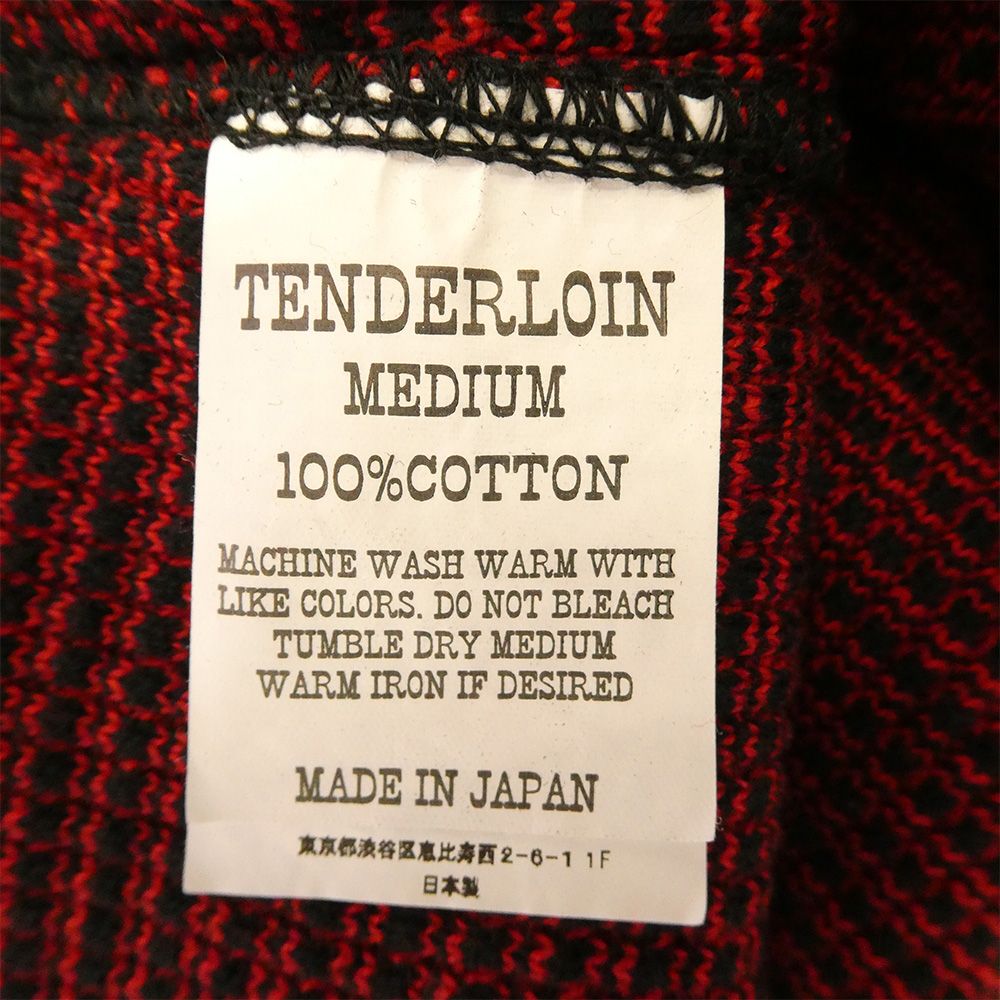 TENDERLOIN
MEDIUM
100%COTTON
MACHINE WASH WARM WITH
LIKE COLORS. DO NOT BLEACH
TUMBLE DRY MEDIUM
WARM IRON IF DESIRED
MADE IN JAPAN
東京都渋谷区恵比寿西2-6-1 1F
日本製